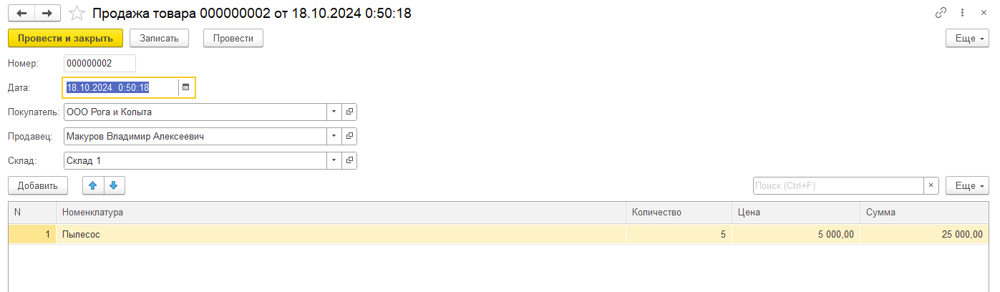 Продажа товара 000000002 от 18.10.2024 0:50:18
Провести и закрыть Записать Провести Еще
Номер: 000000002
Дата: 18.10.2024 0:50:18
Покупатель: ООО Рога и Копыта
Продавец: Макуров Владимир Алексеевич
Склад: Склад 1
Добавить Поиск (Ctrl+F) × Еще
N Номенклатура Количество Цена Сумма
1 Пылесос 5 5 000,00 25 000,00